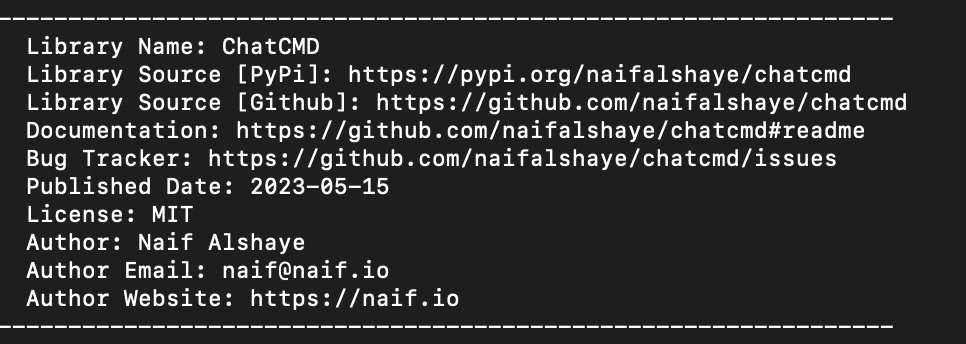 Library Name: ChatCMD
Library Source [PyPi]: https://pypi.org/naifalshaye/chatcmd
Library Source [Github]: https://github.com/naifalshaye/chatcmd
Documentation: https://github.com/naifalshaye/chatcmd#readme
Bug Tracker: https://github.com/naifalshaye/chatcmd/issues
Published Date: 2023-05-15
License: MIT
Author: Naif Alshaye
Author Email: naif@naif.io
Author Website: https://naif.io